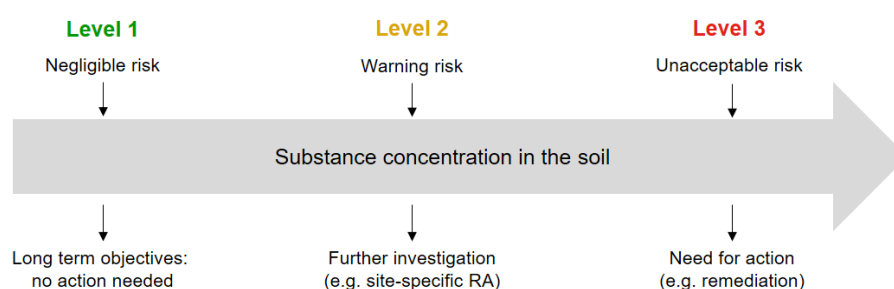 Level 1
Level 2
Level 3
Negligible risk
Warning risk
Unacceptable risk
Substance concentration in the soil
Long term objectives:
no action needed
Further investigation
(e.g. site-specific RA)
Need for action
(e.g. remediation)